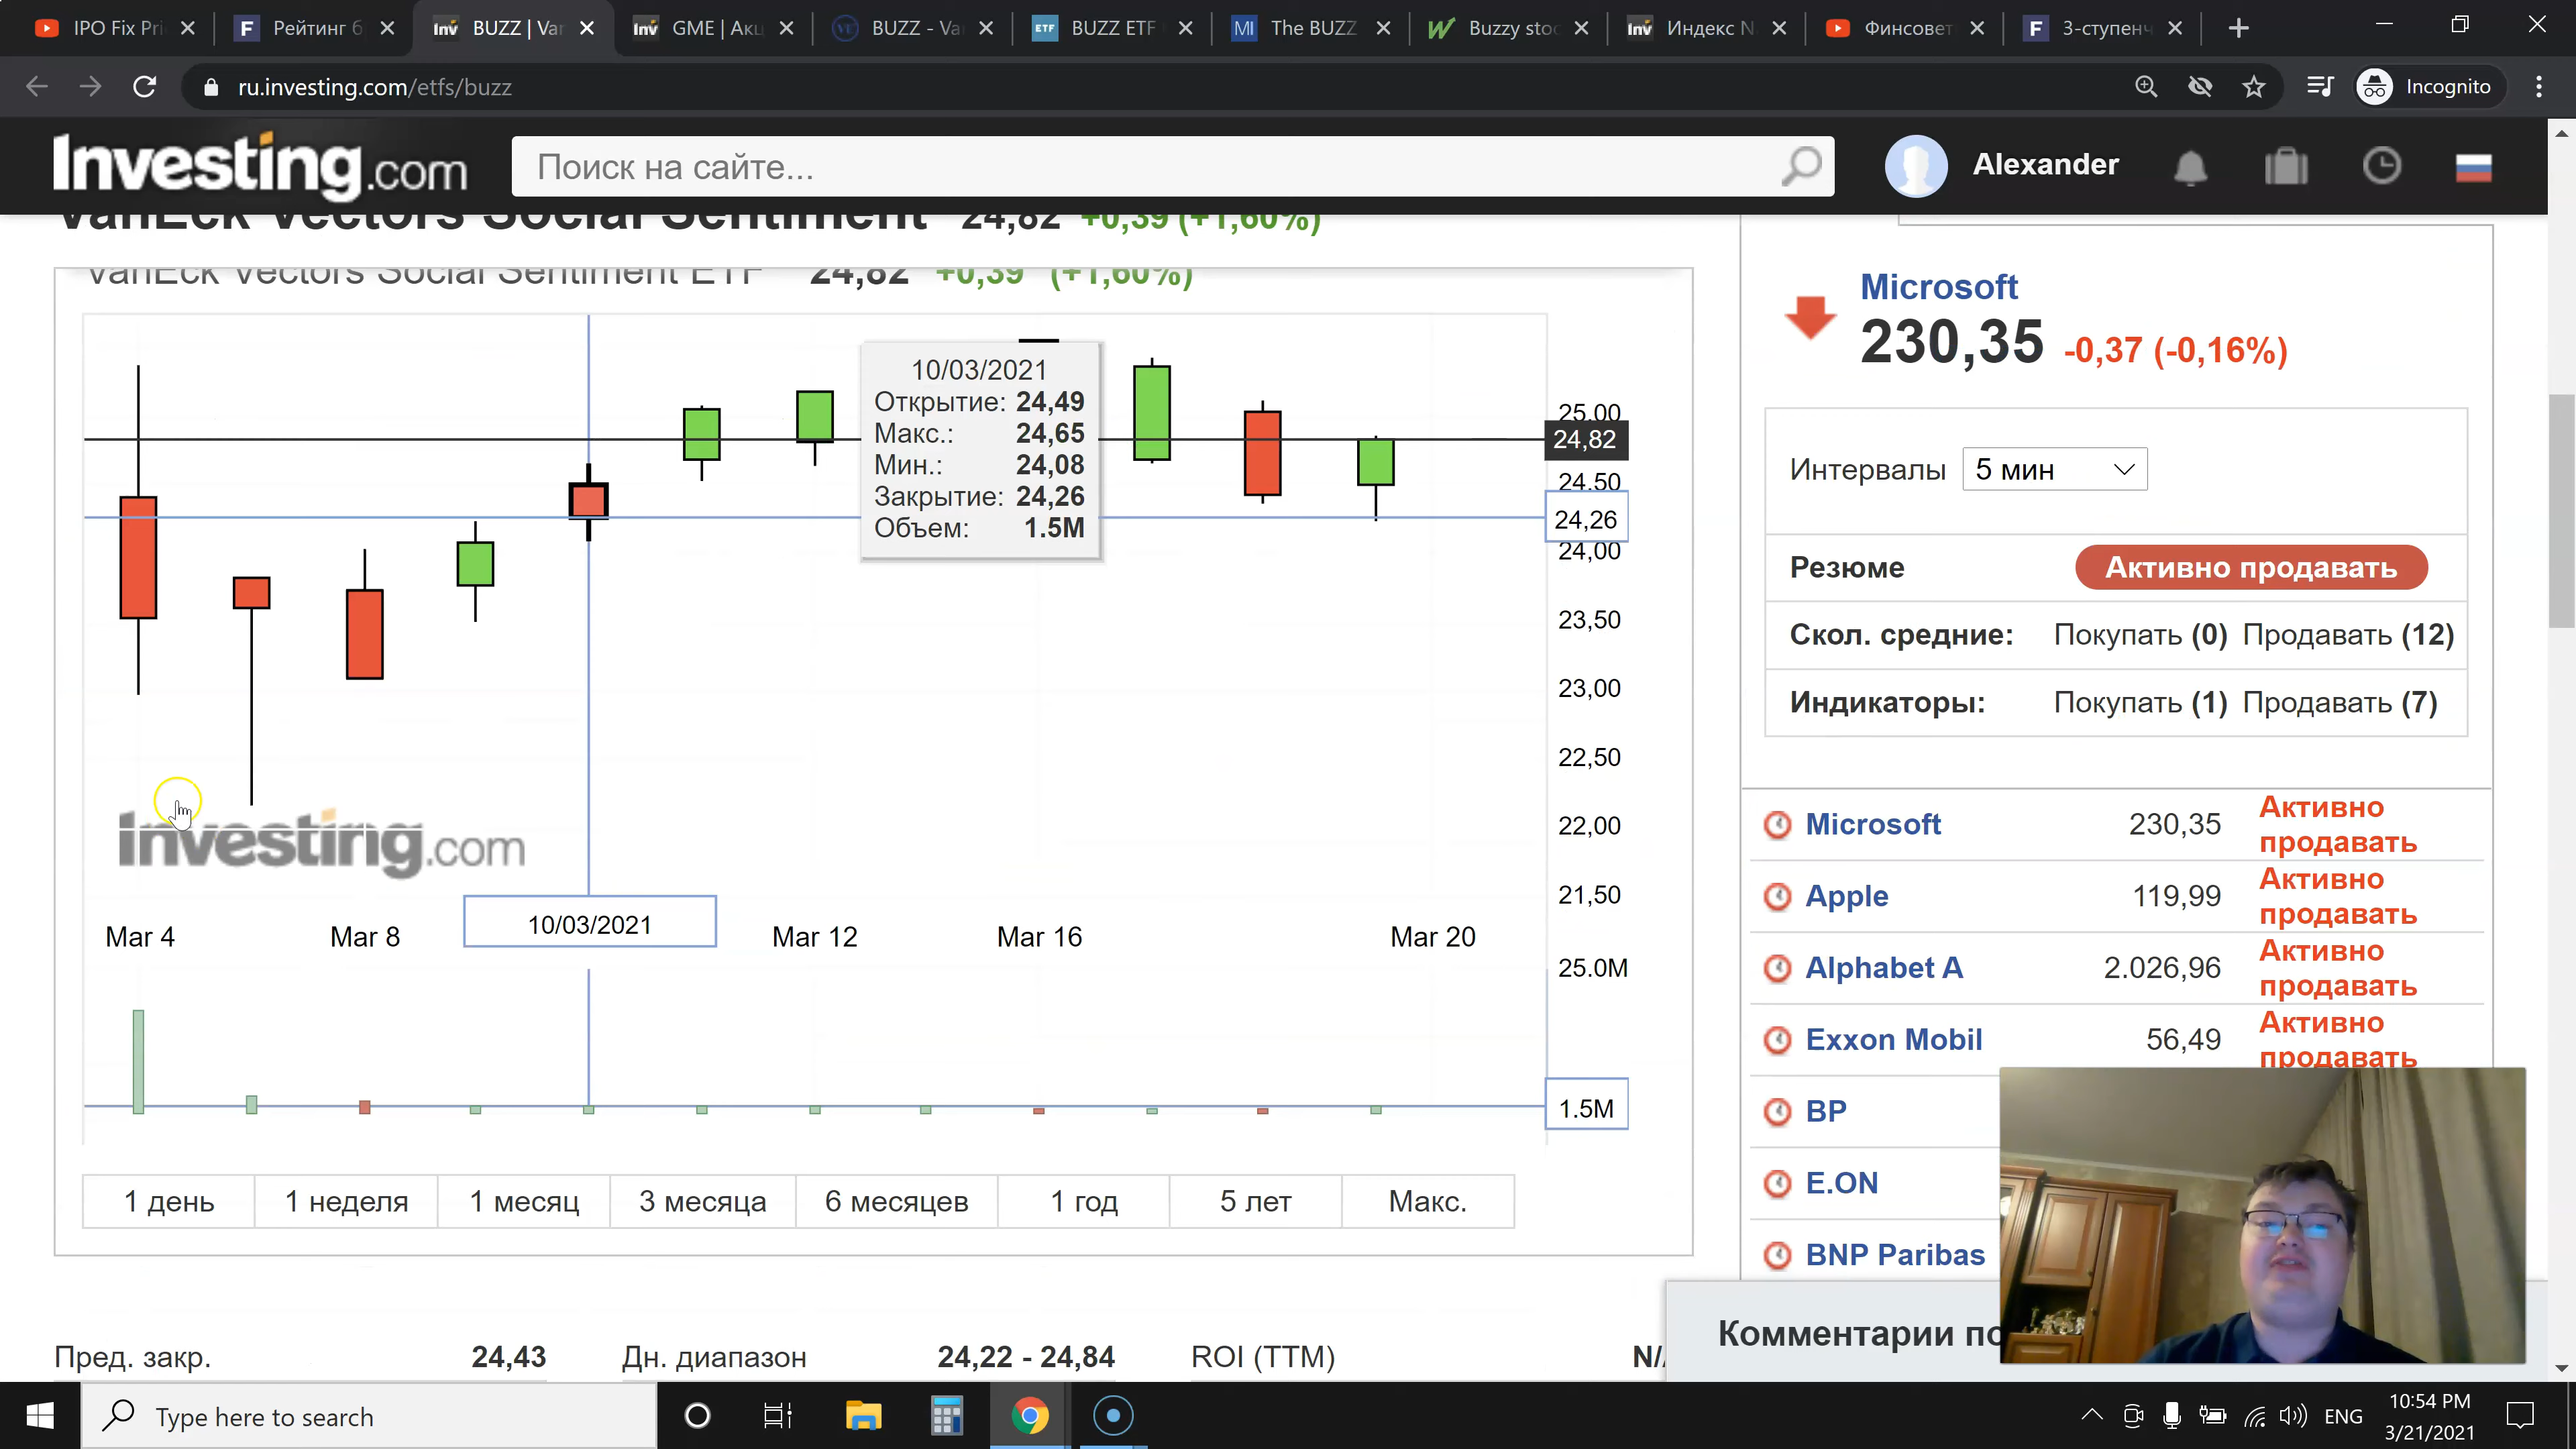 IPO Fix Pri
Рейтинг б
BUZZ | Var
GME | Акц
BUZZ - Va
BUZZ ETF
The BUZZ
Buzzy stoc
Индекс N
Финсовет
3-ступенч
ru.investing.com/etfs/buzz
Incognito
Investing.com
Поиск на сайте...
Alexander
VanEck Vectors Social Sentiment 24,82 +0,39 (+1,60%)
VanEck Vectors Social Sentiment ETF 24,82 +0,39 (+1,60%)
10/03/2021
Открытие: 24,49
Макс.: 24,65
Мин.: 24,08
Закрытие: 24,26
Объем: 1.5M
25,00
24,82
24,50
24,26
24,00
23,50
23,00
22,50
22,00
21,50
Investing.com
Mar 4
Mar 8
10/03/2021
Mar 12
Mar 16
Mar 20
25.0M
1.5M
1 день
1 неделя
1 месяц
3 месяца
6 месяцев
1 год
5 лет
Макс.
Пред. закр. 24,43
Дн. диапазон 24,22 - 24,84
ROI (TTM) N/
Microsoft
230,35 -0,37 (-0,16%)
Интервалы 5 мин
Резюме Активно продавать
Скол. средние: Покупать (0) Продавать (12)
Индикаторы: Покупать (1) Продавать (7)
Microsoft 230,35 Активно
продавать
Apple 119,99 Активно
продавать
Alphabet A 2.026,96 Активно
продавать
Exxon Mobil 56,49 Активно
продавать
BP
E.ON
BNP Paribas
Комментарии по
Type here to search
ENG
10:54 PM
3/21/2021